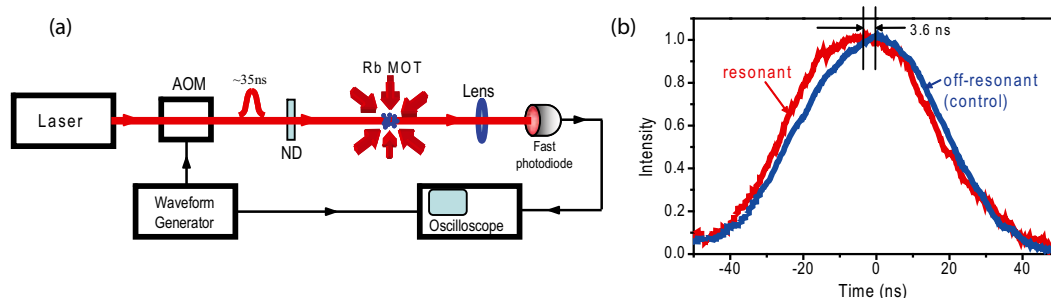 (a)
Laser
AOM
~35ns
ND
Rb MOT
Lens
Fast
photodiode
Waveform
Generator
Oscilloscope
(b)
3.6 ns
resonant
off-resonant
(control)
Intensity
1.0
0.8
0.6
0.4
0.2
0.0
-40
-20
0
20
40
Time (ns)